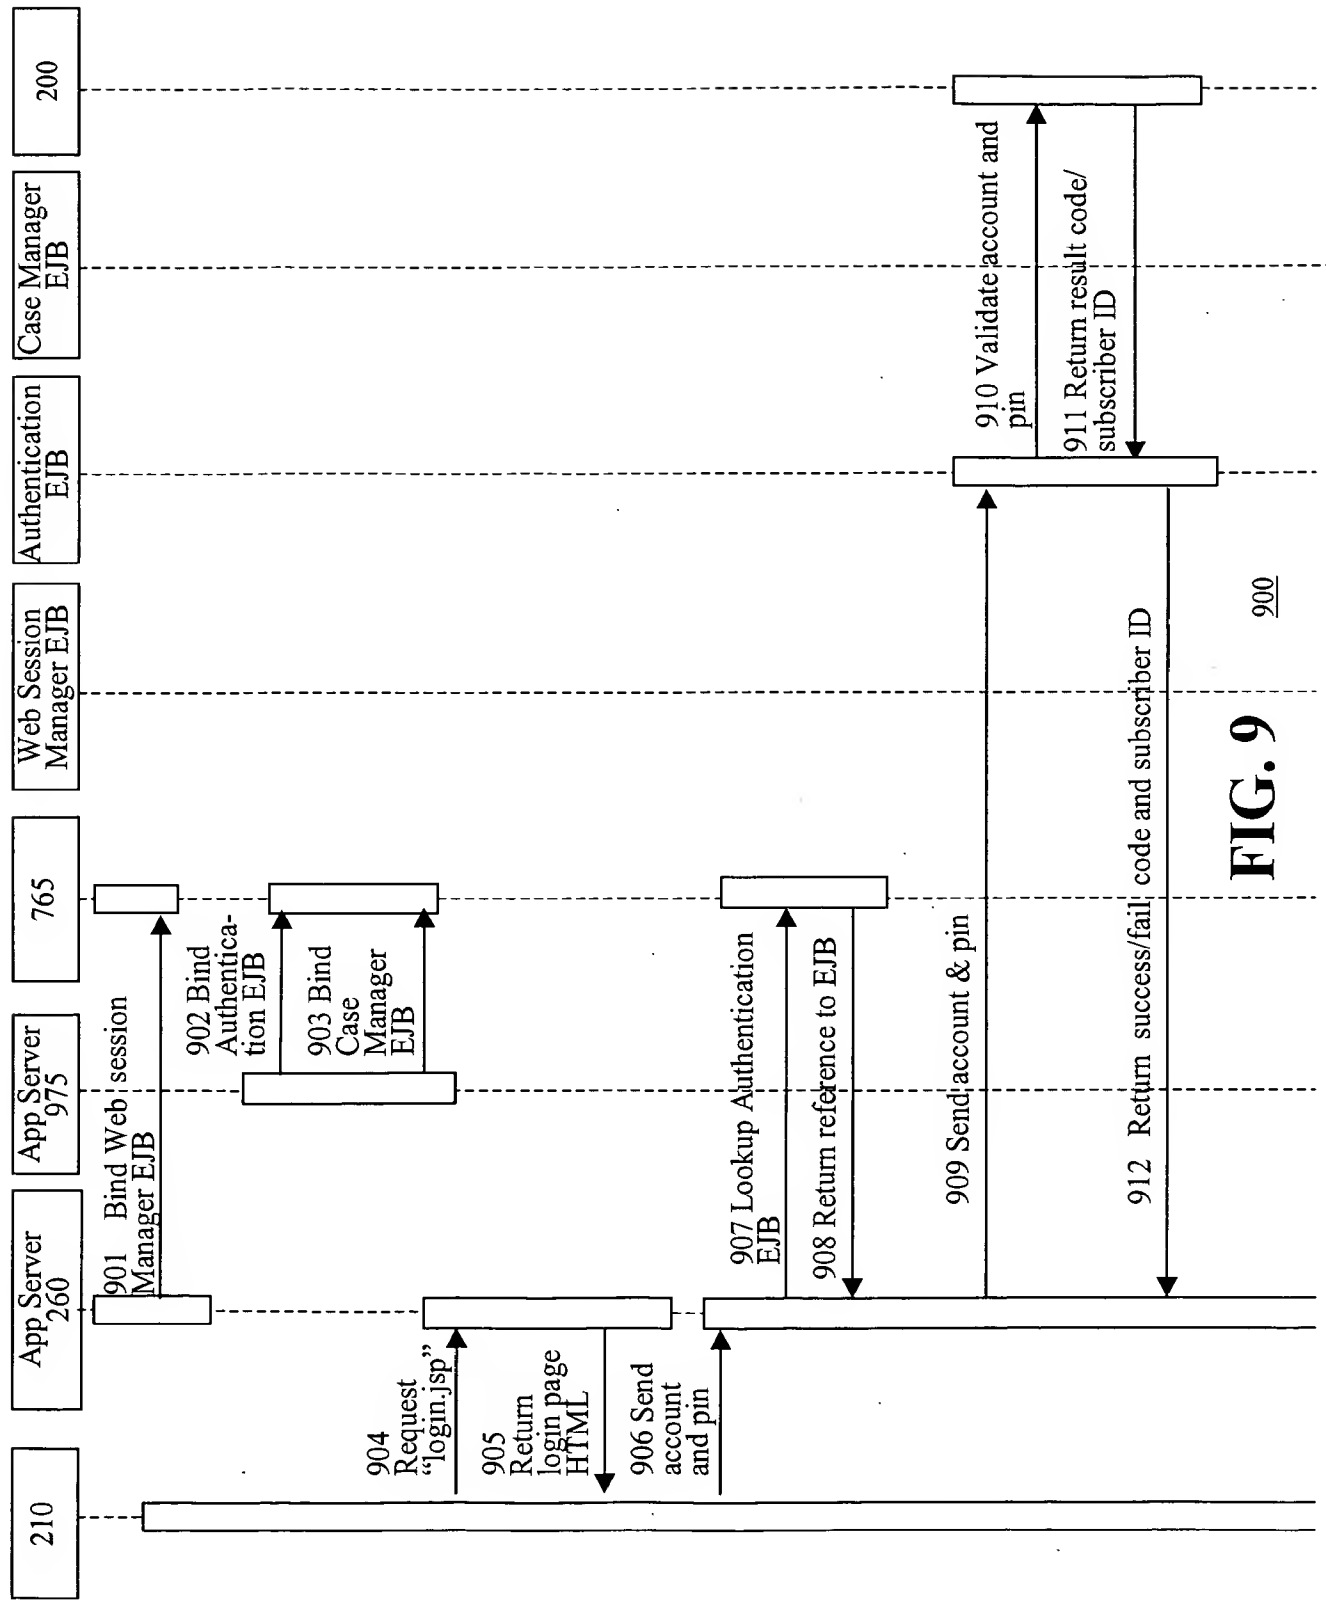 210
App Server
260
App Server
975
765
Web Session
Manager EJB
Authentication
EJB
Case Manager
EJB
200
901 Bind Web session
Manager EJB
902 Bind
Authentica-
tion EJB
903 Bind
Case
Manager
EJB
904
Request
“login.jsp”
905
Return
login page
HTML
906 Send
account
and pin
907 Lookup Authentication
EJB
908 Return reference to EJB
909 Send account & pin
910 Validate account and
pin
911 Return result code/
subscriber ID
912 Return success/fail code and subscriber ID
900
FIG. 9